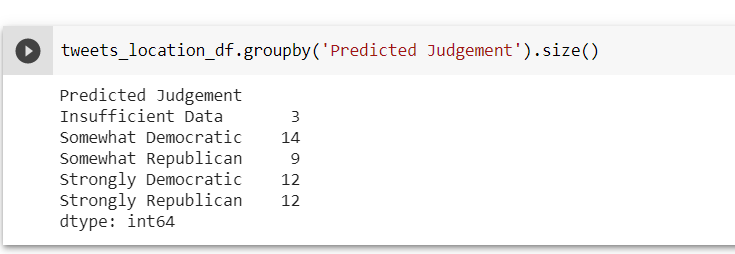 tweets_location_df.groupby('Predicted Judgement').size()
Predicted Judgement
Insufficient Data 3
Somewhat Democratic 14
Somewhat Republican 9
Strongly Democratic 12
Strongly Republican 12
dtype: int64